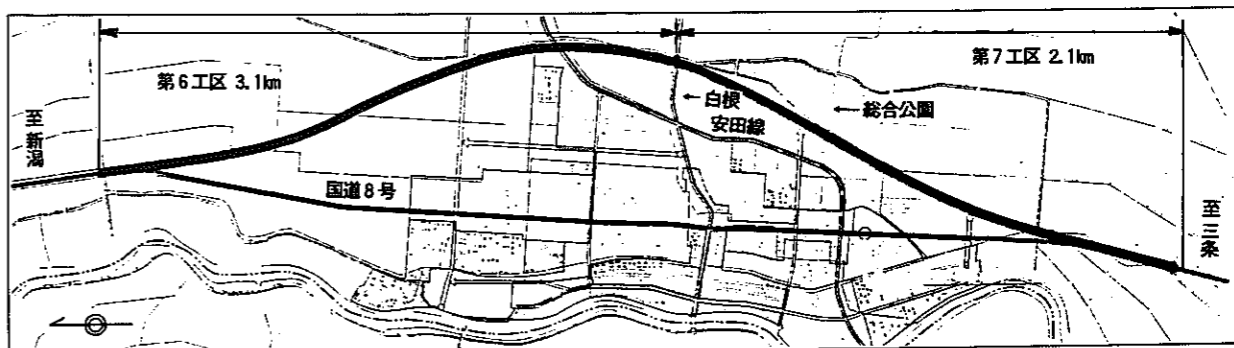 第6工区 3.1km
第7工区 2.1km
至新潟
←白根
安田線
←総合公園
国道8号
至三条